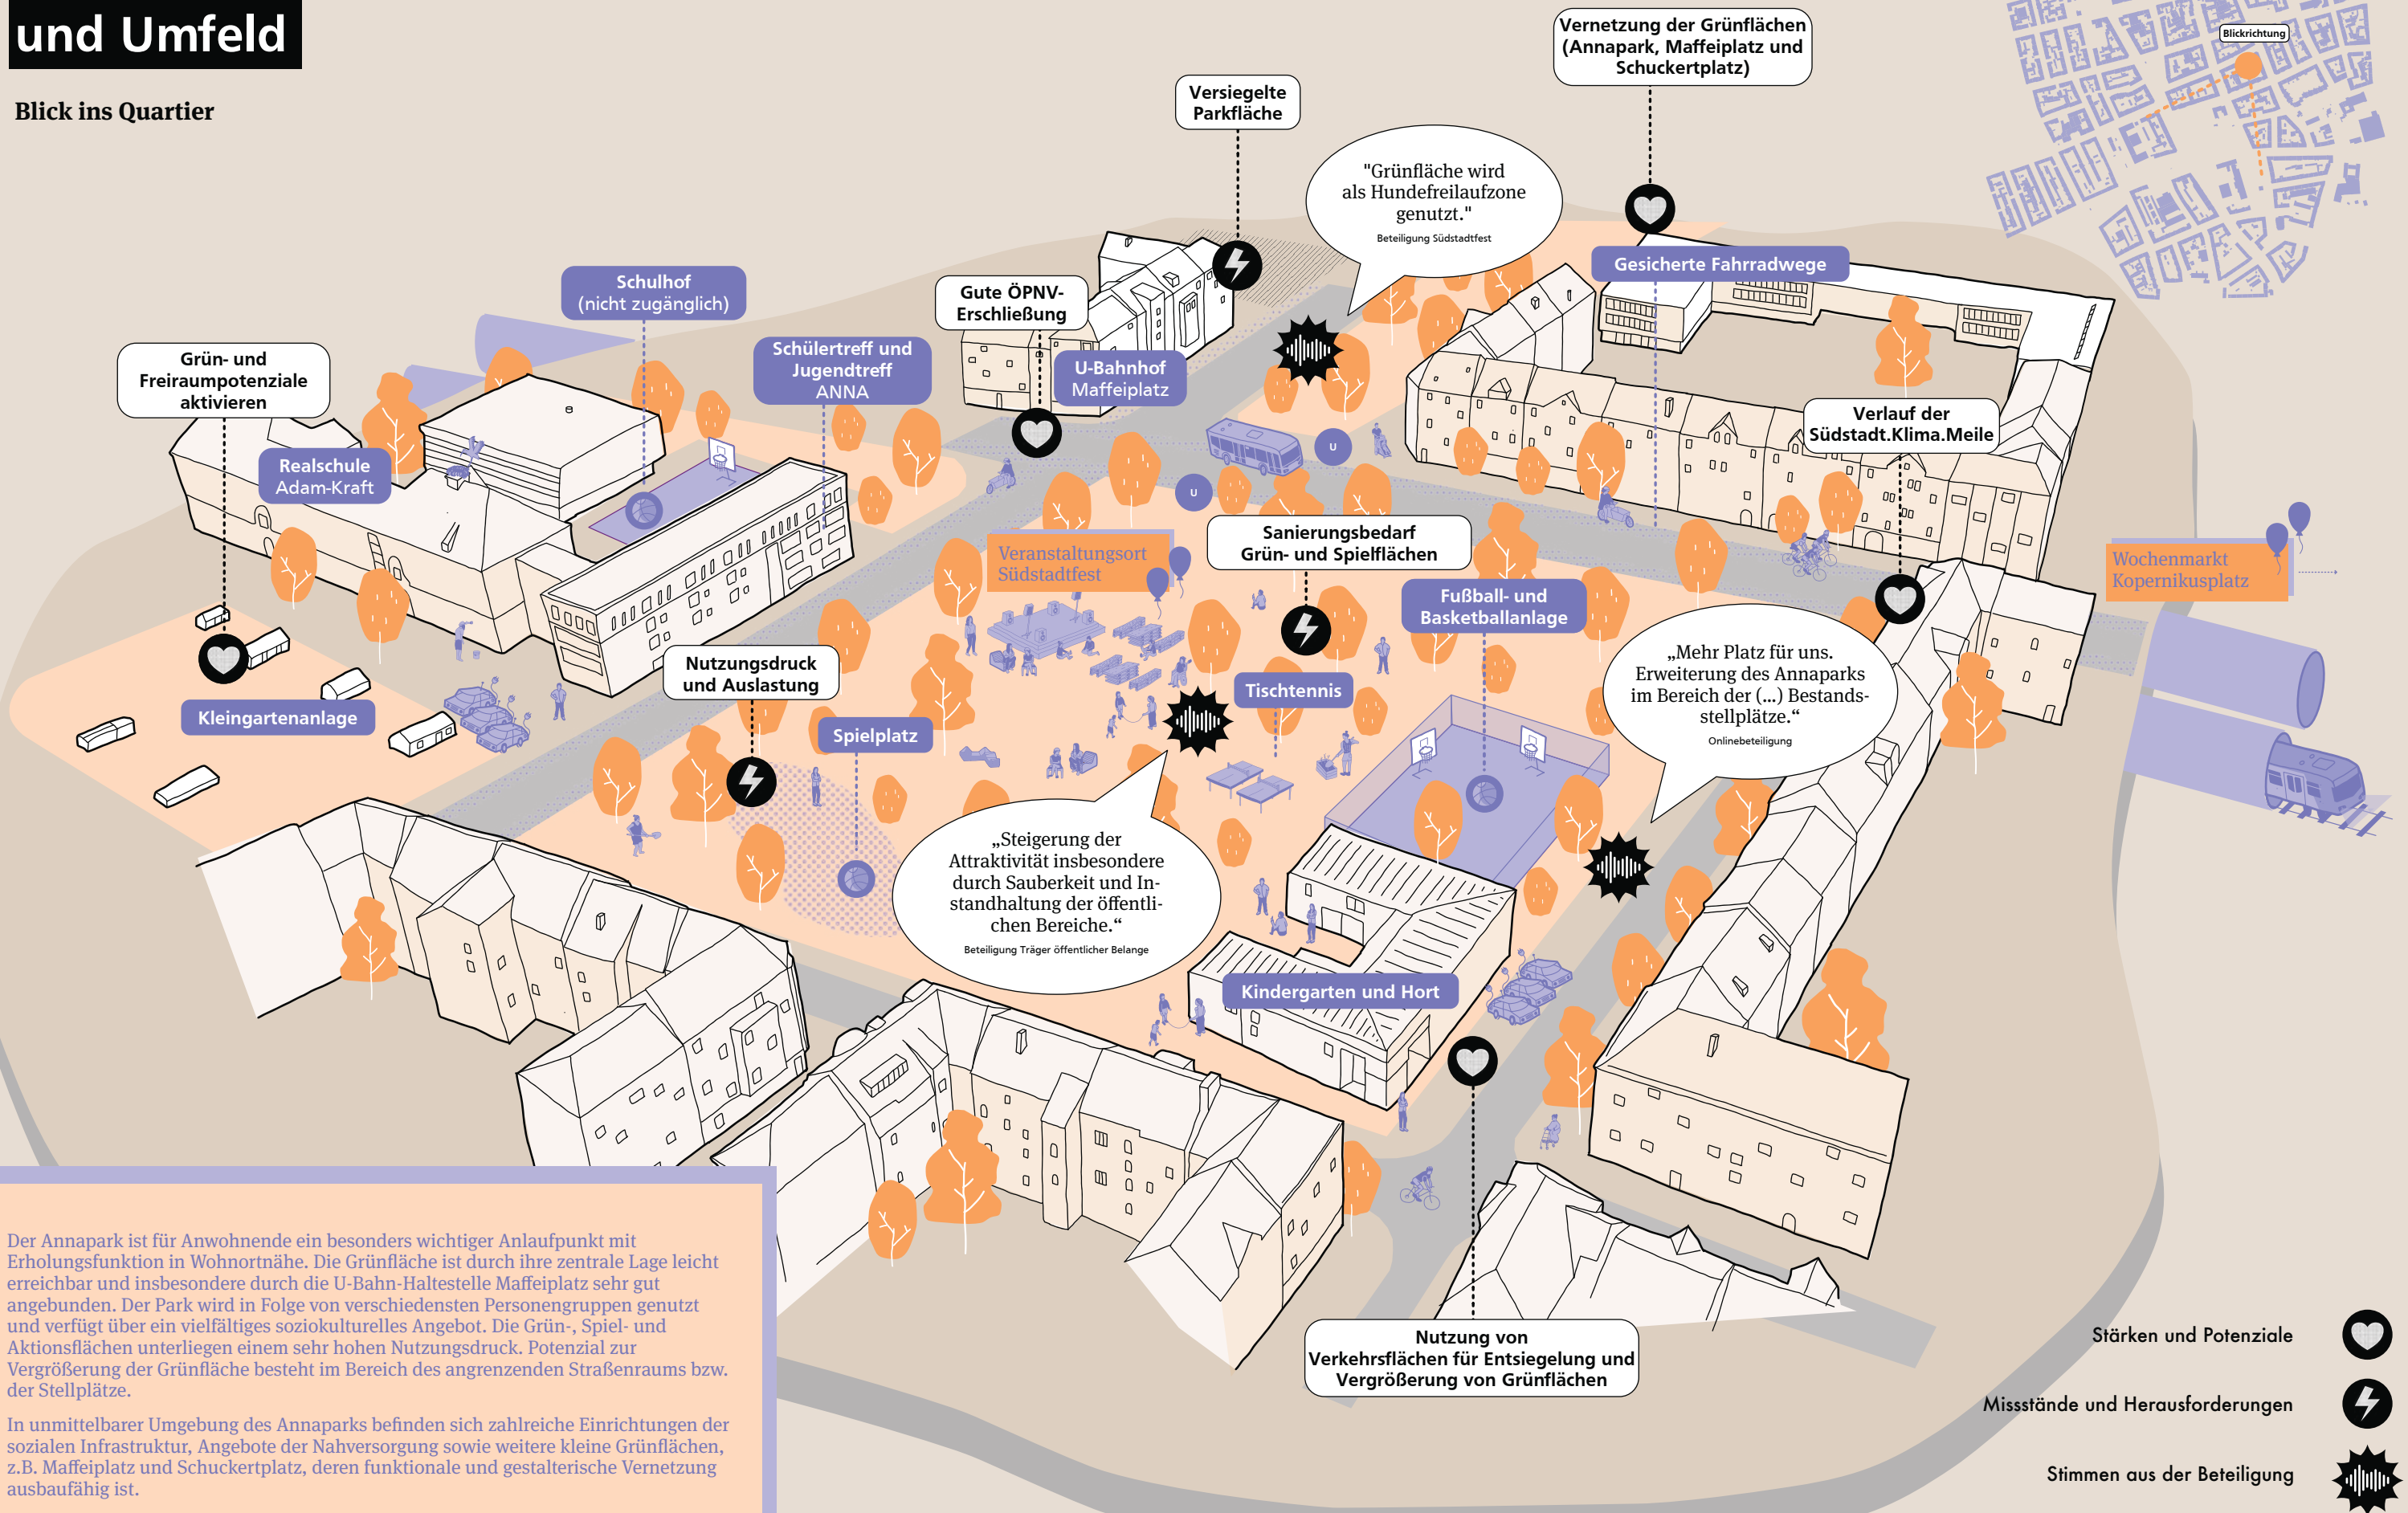 und Umfeld
Blick ins Quartier
Blickrichtung
Vernetzung der Grünflächen
(Annapark, Maffeiplatz und
Schuckertplatz)
Versiegelte
Parkfläche
"Grünfläche wird
als Hundefreilaufzone
genutzt."
Beteiligung Südstadtfest
Gesicherte Fahrradwege
Schulhof
(nicht zugänglich)
Gute ÖPNV-
Erschließung
Schülertreff und
Jugendtreff
ANNA
U-Bahnhof
Maffeiplatz
Grün- und
Freiraumpotenziale
aktivieren
Realschule
Adam-Kraft
Verlauf der
Südstadt.Klima.Meile
U
U
Veranstaltungsort
Südstadtfest
Sanierungsbedarf
Grün- und Spielflächen
Wochenmarkt
Kopernikusplatz
Fußball- und
Basketballanlage
Nutzungsdruck
und Auslastung
„Mehr Platz für uns.
Erweiterung des Annaparks
im Bereich der (...) Bestands-
stellplätze.“
Onlinebeteiligung
Tischtennis
Kleingartenanlage
Spielplatz
„Steigerung der
Attraktivität insbesondere
durch Sauberkeit und In-
standhaltung der öffentli-
chen Bereiche.“
Beteiligung Träger öffentlicher Belange
Kindergarten und Hort
Der Annapark ist für Anwohnende ein besonders wichtiger Anlaufpunkt mit
Erholungsfunktion in Wohnortnähe. Die Grünfläche ist durch ihre zentrale Lage leicht
erreichbar und insbesondere durch die U-Bahn-Haltestelle Maffeiplatz sehr gut
angebunden. Der Park wird in Folge von verschiedensten Personengruppen genutzt
und verfügt über ein vielfältiges soziokulturelles Angebot. Die Grün-, Spiel- und
Aktionsflächen unterliegen einem sehr hohen Nutzungsdruck. Potenzial zur
Vergrößerung der Grünfläche besteht im Bereich des angrenzenden Straßenraums bzw.
der Stellplätze.
In unmittelbarer Umgebung des Annaparks befinden sich zahlreiche Einrichtungen der
sozialen Infrastruktur, Angebote der Nahversorgung sowie weitere kleine Grünflächen,
z.B. Maffeiplatz und Schuckertplatz, deren funktionale und gestalterische Vernetzung
ausbaufähig ist.
Nutzung von
Verkehrsflächen für Entsiegelung und
Vergrößerung von Grünflächen
Stärken und Potenziale
Missstände und Herausforderungen
Stimmen aus der Beteiligung